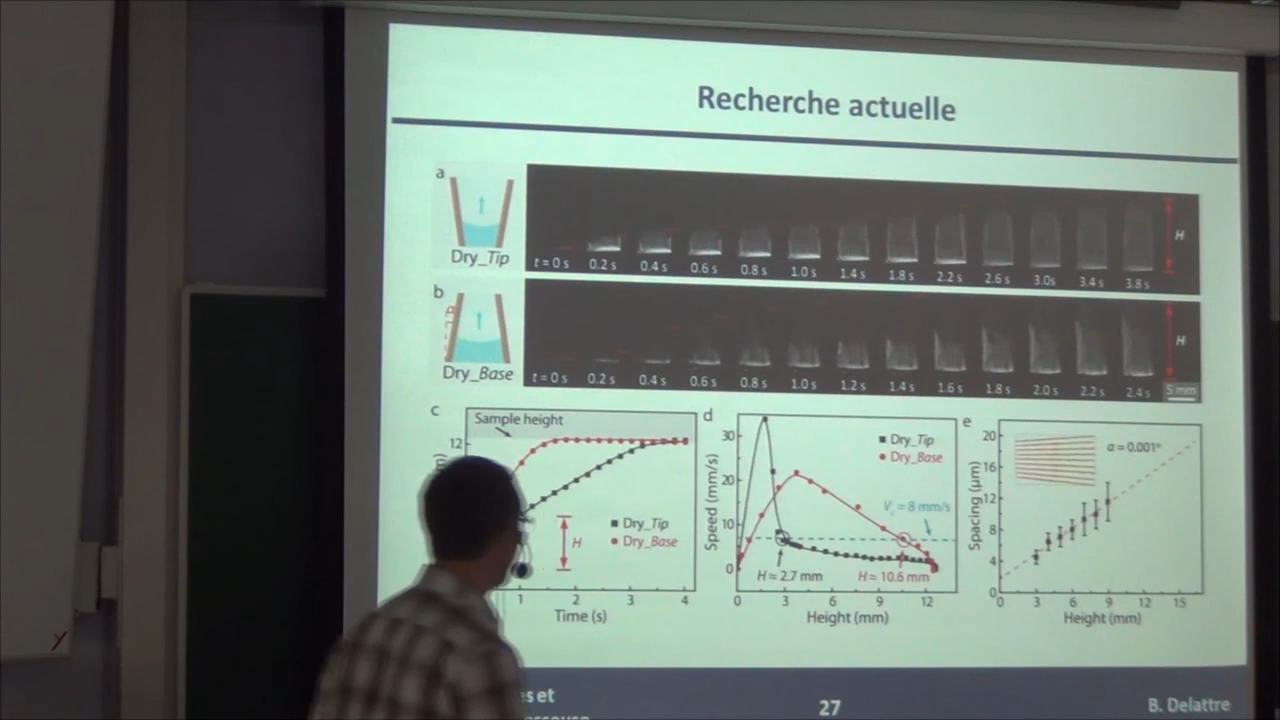 Recherche actuelle
a
Dry_Tip
t = 0 s 0.2 s 0.4 s 0.6 s 0.8 s 1.0 s 1.4 s 1.8 s 2.2 s 2.6 s 3.0s 3.4 s 3.8 s
H
b
Dry_Base
t = 0 s 0.2 s 0.4 s 0.6 s 0.8 s 1.0 s 1.2 s 1.4 s 1.6 s 1.8 s 2.0 s 2.2 s 2.4 s
H
5 mm
c
Sample height
12
H
Dry_Tip
Dry_Base
1 2 3 4
Time (s)
d
Speed (mm/s)
30
20
10
0
Dry_Tip
Dry_Base
= 8 mm/s
H = 2.7 mm
H = 10.6 mm
0 3 6 9 12
Height (mm)
e
Spacing (μm)
20
16
12
8
4
0
α = 0.001°
0 3 6 9 12 15
Height (mm)
es et
27
B. Delattre